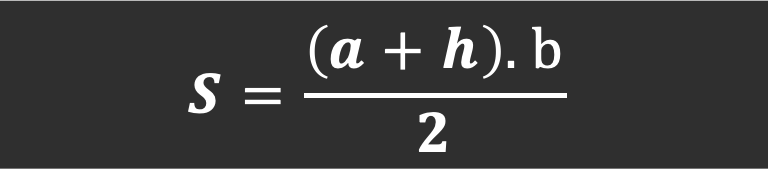 S = (a + h). b
2